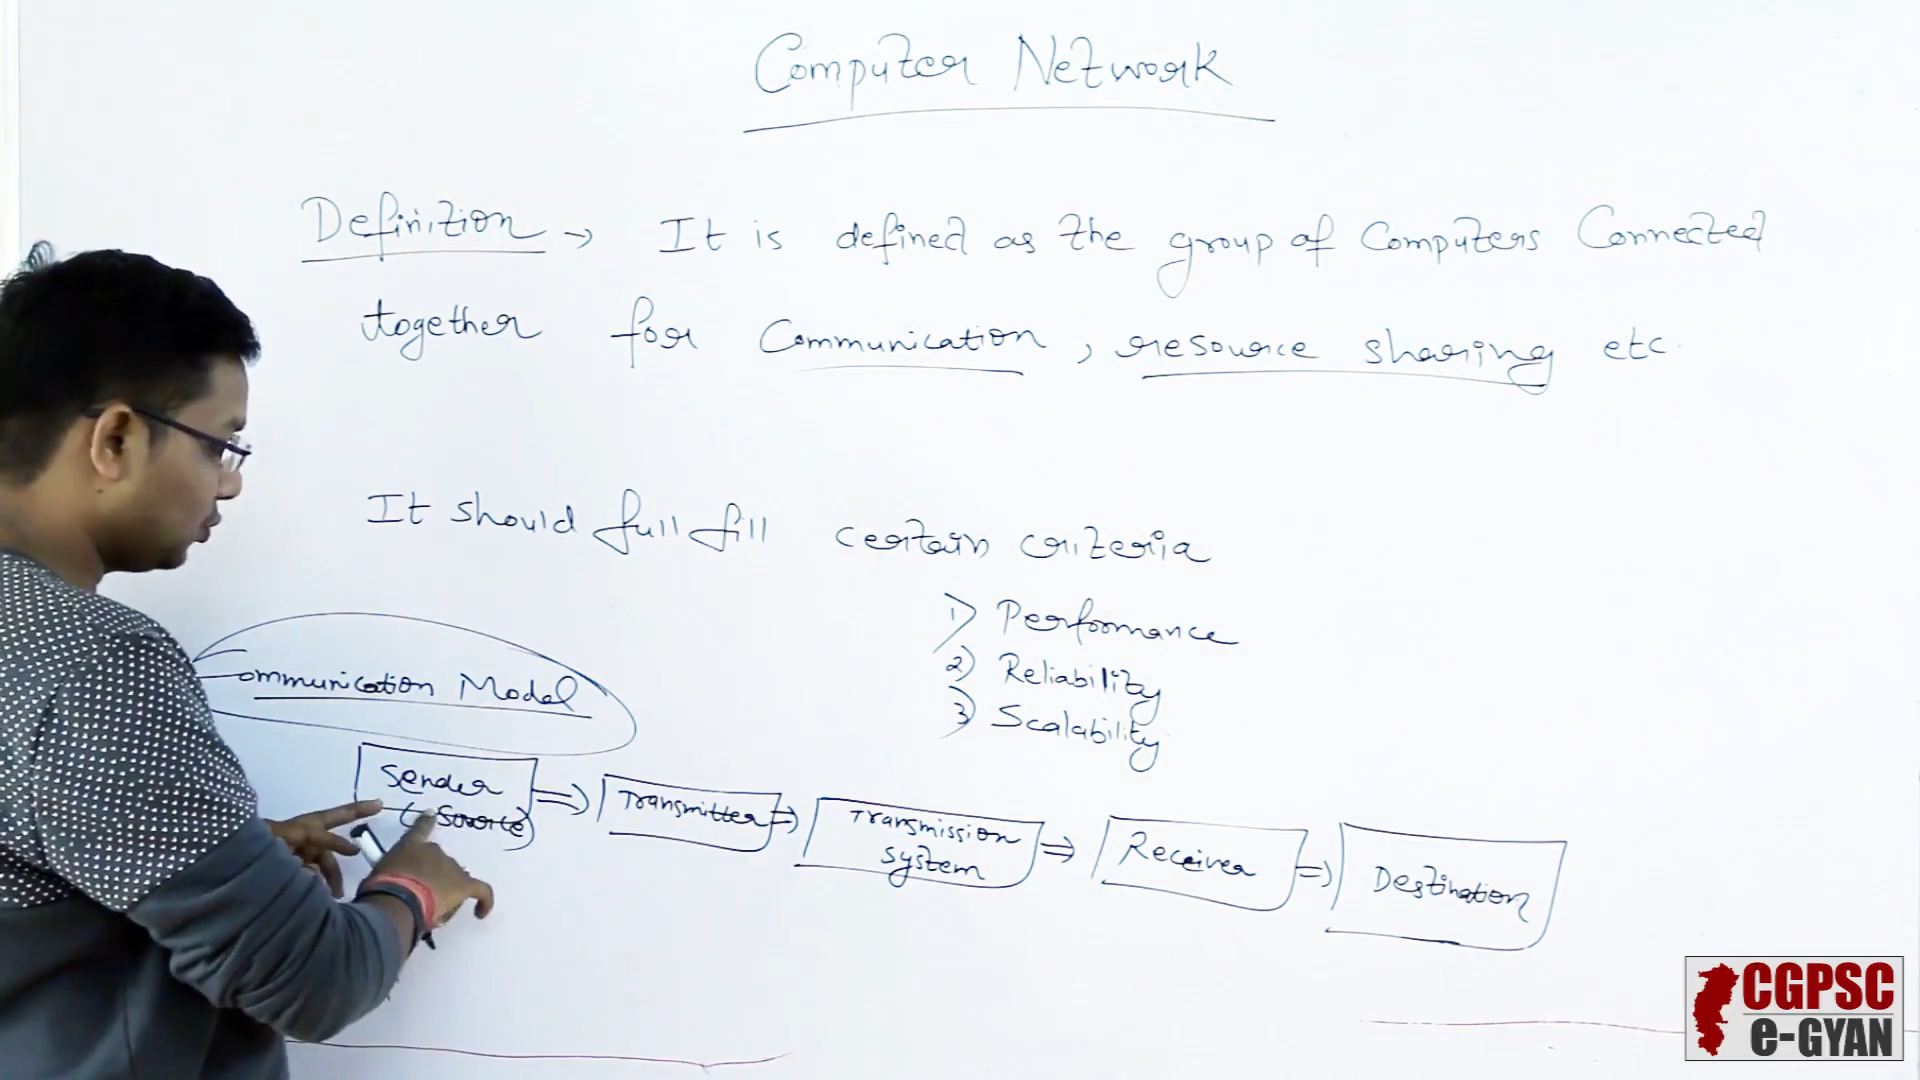 Computer Network
Definition → It is defined as the group of Computers Connected
together for Communication, resource sharing etc.
It should full fill certain criteria
1) Performance
2) Reliability
3) Scalability
ommunication Model
Sender
(Source)
⇒ Transmitter ⇒ Transmission
system ⇒ Receiver ⇒ Destination
CGPSC
e-GYAN